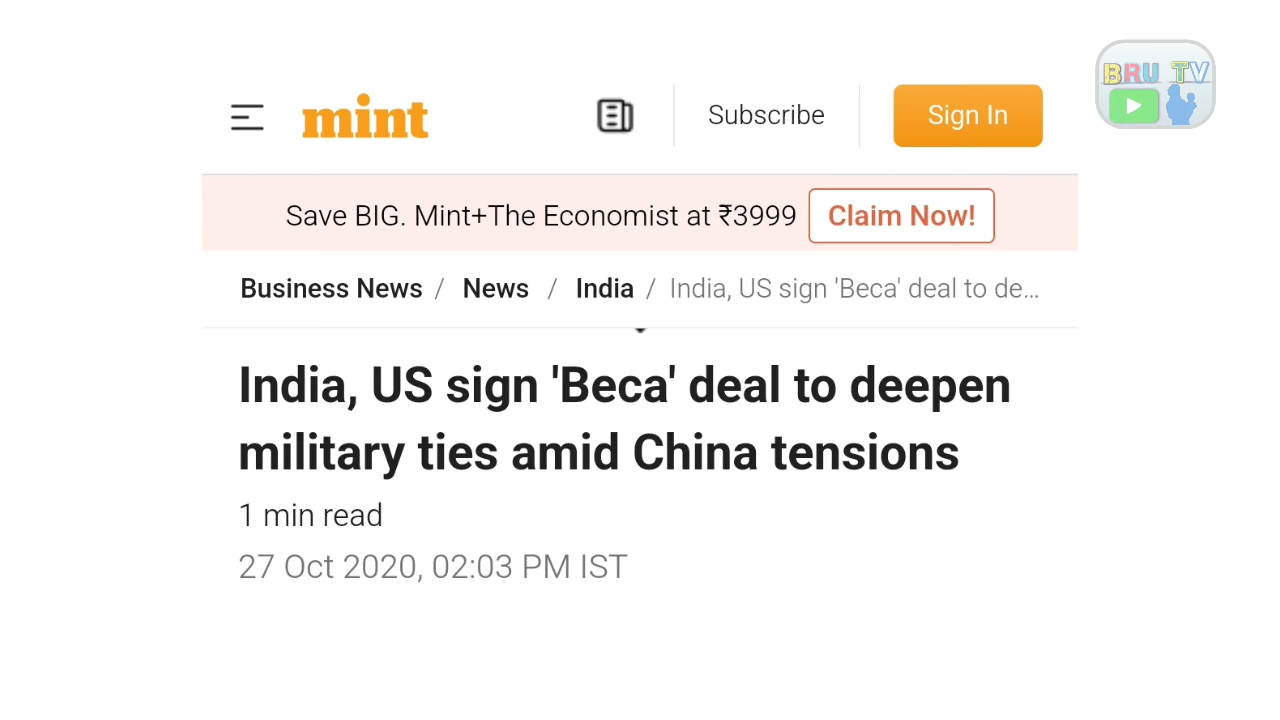 mint
Subscribe
Sign In
BRU TV
Save BIG. Mint+The Economist at ₹3999 Claim Now!
Business News / News / India / India, US sign 'Beca' deal to de...
India, US sign 'Beca' deal to deepen
military ties amid China tensions
1 min read
27 Oct 2020, 02:03 PM IST